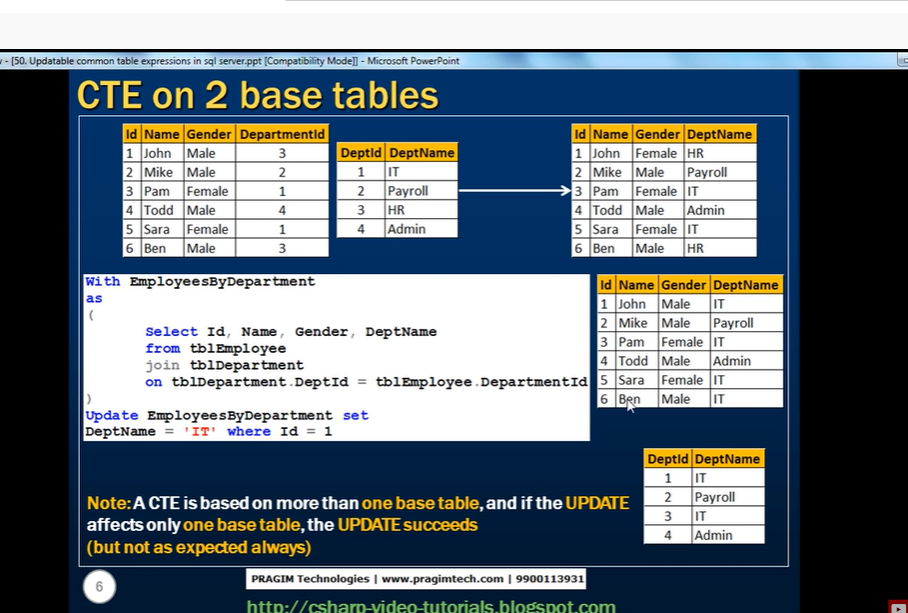 - [50. Updatable common table expressions in sql server.ppt [Compatibility Mode]] - Microsoft PowerPoint
CTE on 2 base tables
Id Name Gender DepartmentId
1 John Male 3
2 Mike Male 2
3 Pam Female 1
4 Todd Male 4
5 Sara Female 1
6 Ben Male 3
DeptId DeptName
1 IT
2 Payroll
3 HR
4 Admin
Id Name Gender DeptName
1 John Female HR
2 Mike Male Payroll
3 Pam Female IT
4 Todd Male Admin
5 Sara Female IT
6 Ben Male HR
With EmployeesByDepartment
as
(
Select Id, Name, Gender, DeptName
from tblEmployee
join tblDepartment
on tblDepartment.DeptId = tblEmployee.DepartmentId
)
Update EmployeesByDepartment set
DeptName = 'IT' where Id = 1
Id Name Gender DeptName
1 John Male IT
2 Mike Male Payroll
3 Pam Female IT
4 Todd Male Admin
5 Sara Female IT
6 Ben Male IT
DeptId DeptName
1 IT
2 Payroll
3 IT
4 Admin
Note: A CTE is based on more than one base table, and if the UPDATE
affects only one base table, the UPDATE succeeds
(but not as expected always)
6
PRAGIM Technologies | www.pragimtech.com | 9900113931
http://csharp-video-tutorials.blogspot.com